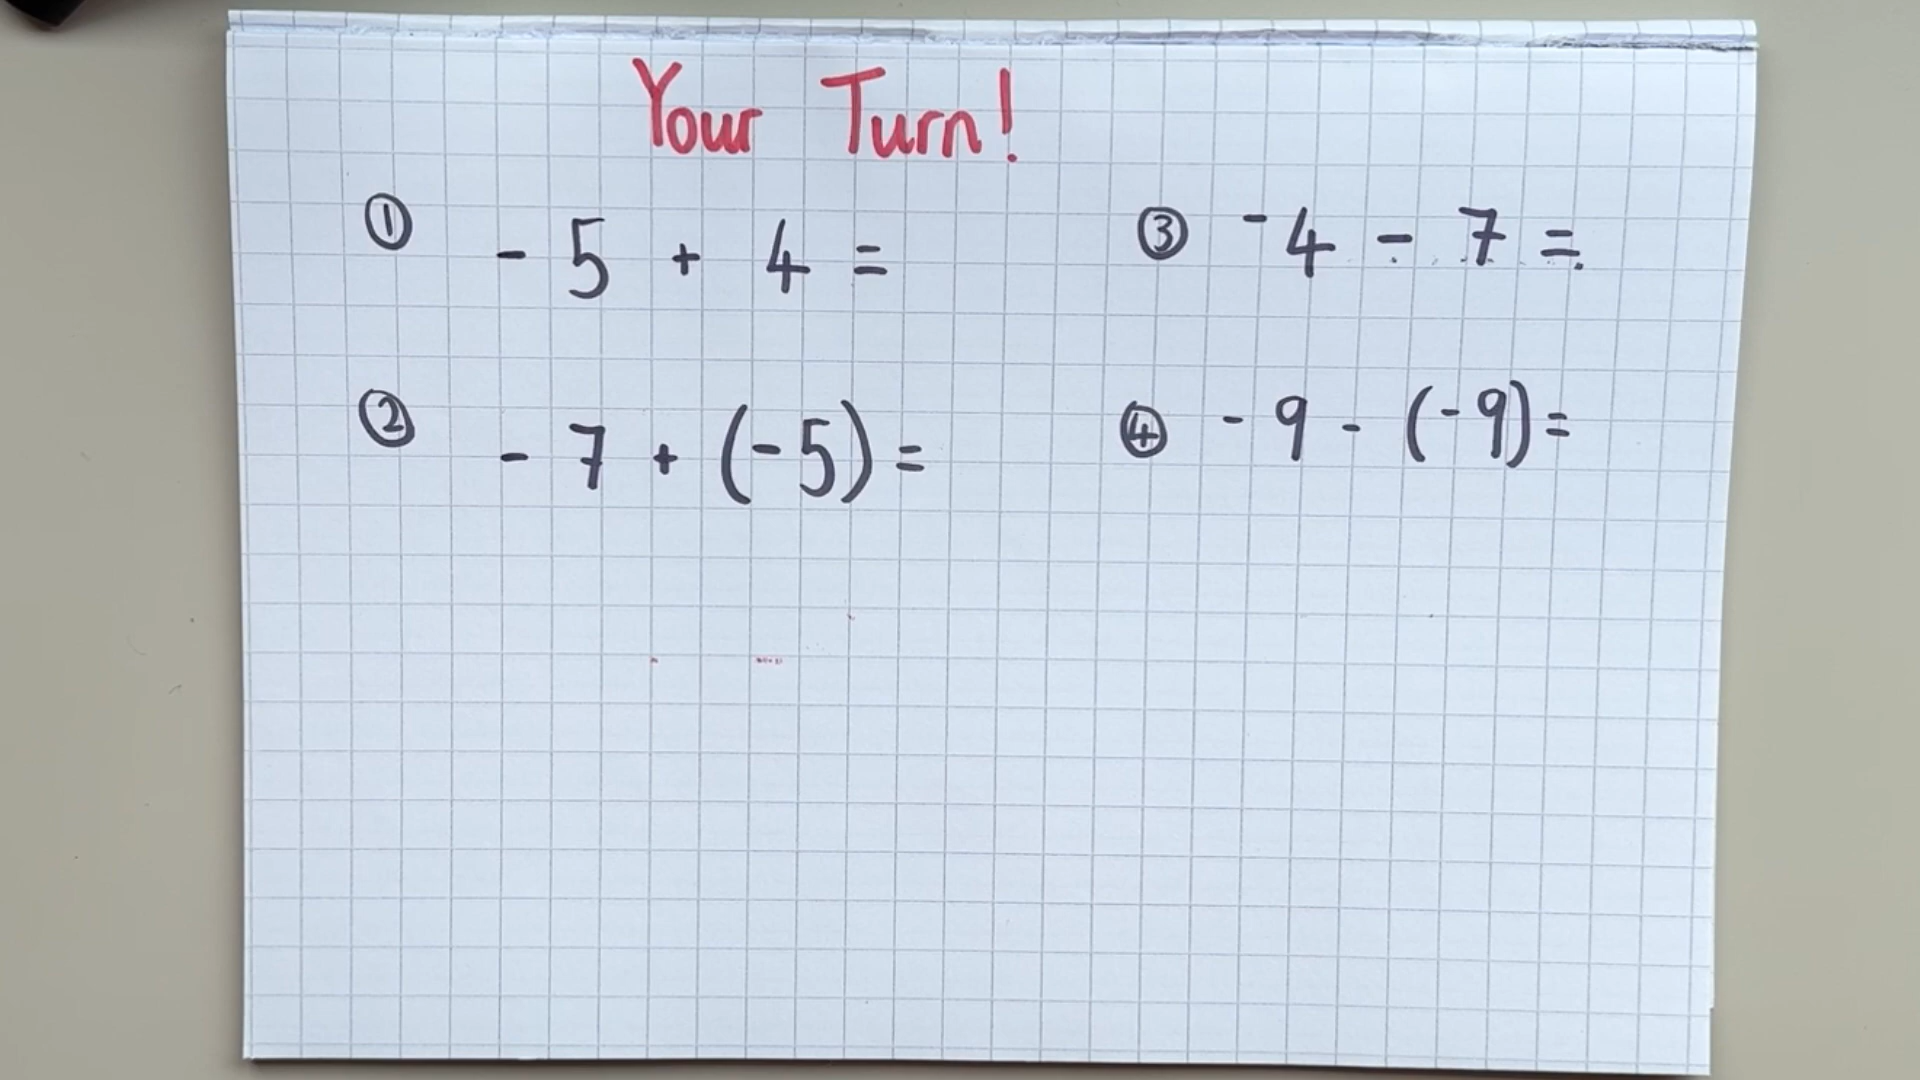 Your Turn!
① - 5 + 4 =
② - 7 + (-5) =
③ -4 - 7 =
④ - 9 - (-9) =